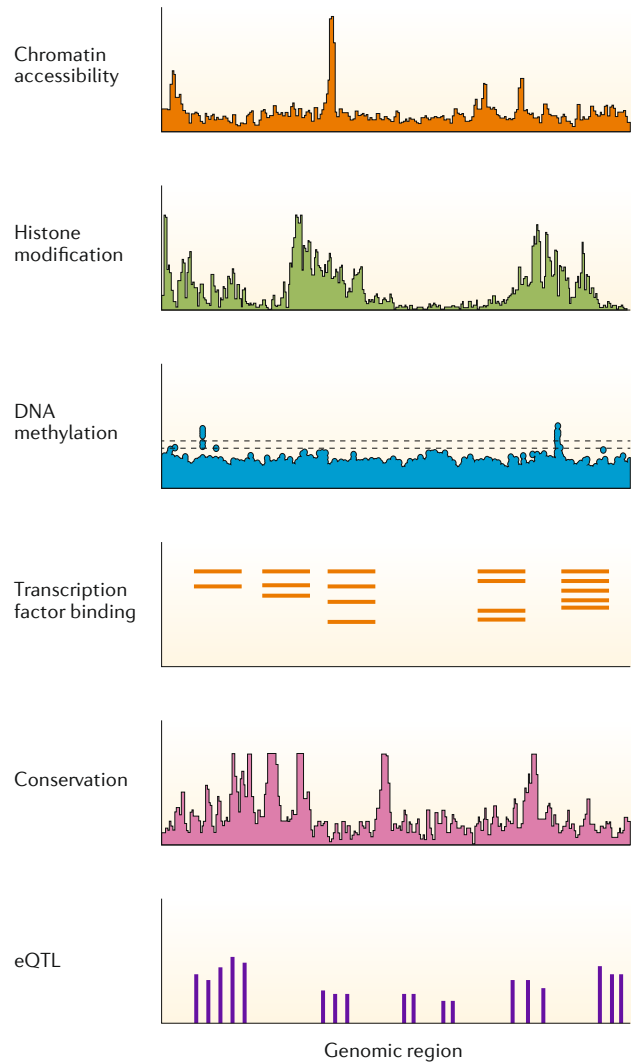 Chromatin
accessibility
Histone
modification
DNA
methylation
Transcription
factor binding
Conservation
eQTL
Genomic region